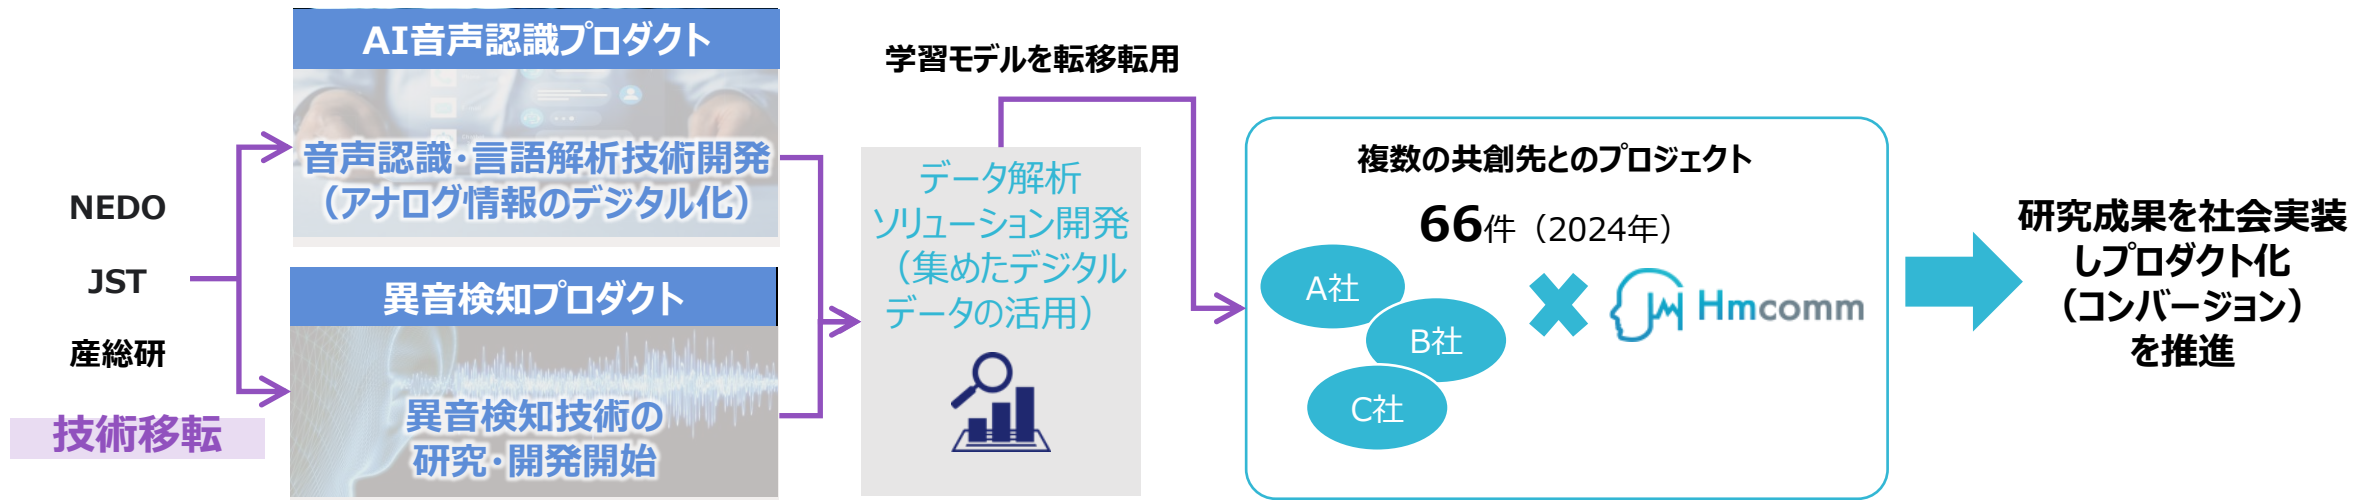 NEDO
JST
産総研
技術移転
AI音声認識プロダクト
音声認識・言語解析技術開発
（アナログ情報のデジタル化）
異音検知プロダクト
異音検知技術の
研究・開発開始
学習モデルを転移転用
データ解析
ソリューション開発
（集めたデジタル
データの活用）
複数の共創先とのプロジェクト
66件（2024年）
A社
B社
C社
Hmcomm
研究成果を社会実装
しプロダクト化
（コンバージョン）
を推進